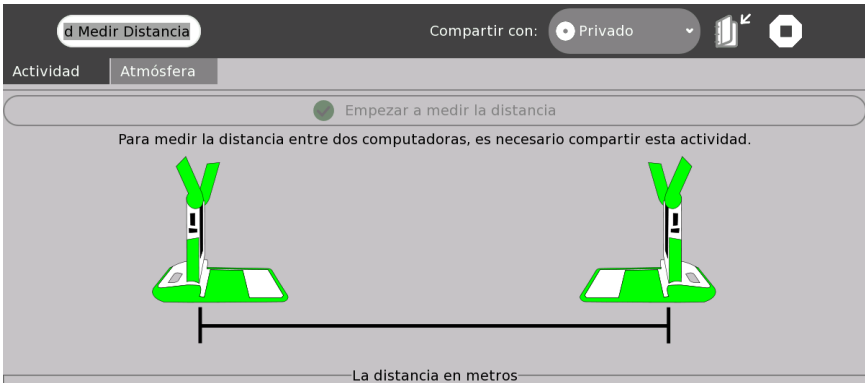 d Medir Distancia
Compartir con:
Privado
Actividad
Atmósfera
Empezar a medir la distancia
Para medir la distancia entre dos computadoras, es necesario compartir esta actividad.
La distancia en metros